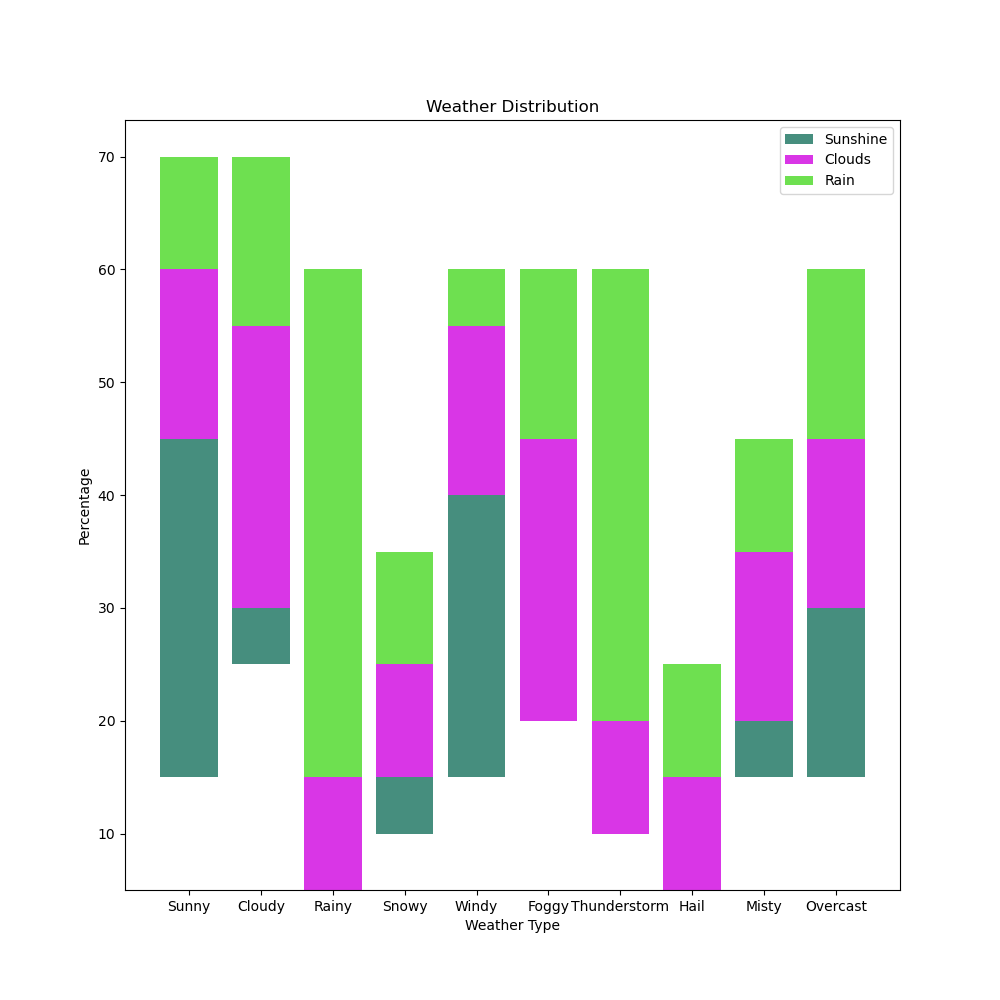 Weather Distribution
Sunshine
Clouds
Rain
70
60
50
40
30
20
10
Percentage
Sunny Cloudy Rainy Snowy Windy Foggy Thunderstorm Hail Misty Overcast
Weather Type